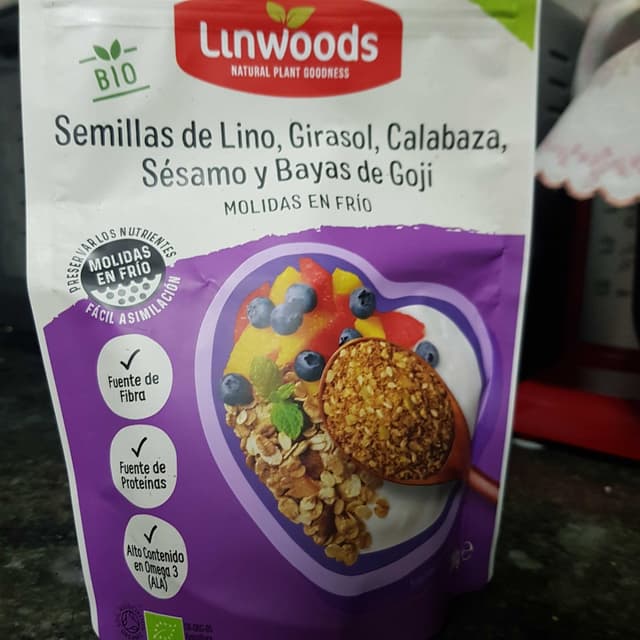 Linwoods
NATURAL PLANT GOODNESS
BIO
Semillas de Lino, Girasol, Calabaza,
Sésamo y Bayas de Goji
MOLIDAS EN FRÍO
PRESERVAR LOS NUTRIENTES
MOLIDAS
EN FRÍO
FÁCIL ASIMILACIÓN
Fuente de
Fibra
Fuente de
Proteínas
Alto Contenido
en Omega 3
(ALA)